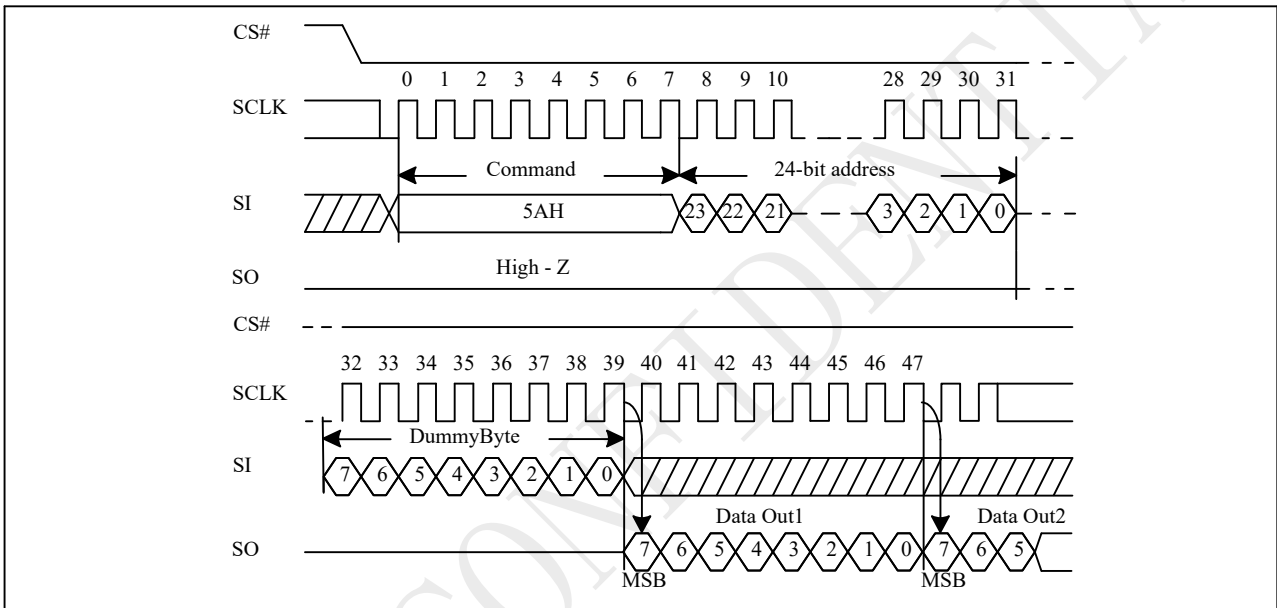 CS#
0 1 2 3 4 5 6 7 8 9 10 28 29 30 31
SCLK
Command 24-bit address
SI 5AH 23 22 21 3 2 1 0
High - Z
SO
CS#
32 33 34 35 36 37 38 39 40 41 42 43 44 45 46 47
SCLK
DummyByte
SI 7 6 5 4 3 2 1 0
Data Out1 Data Out2
SO 7 6 5 4 3 2 1 0 7 6 5
MSB MSB